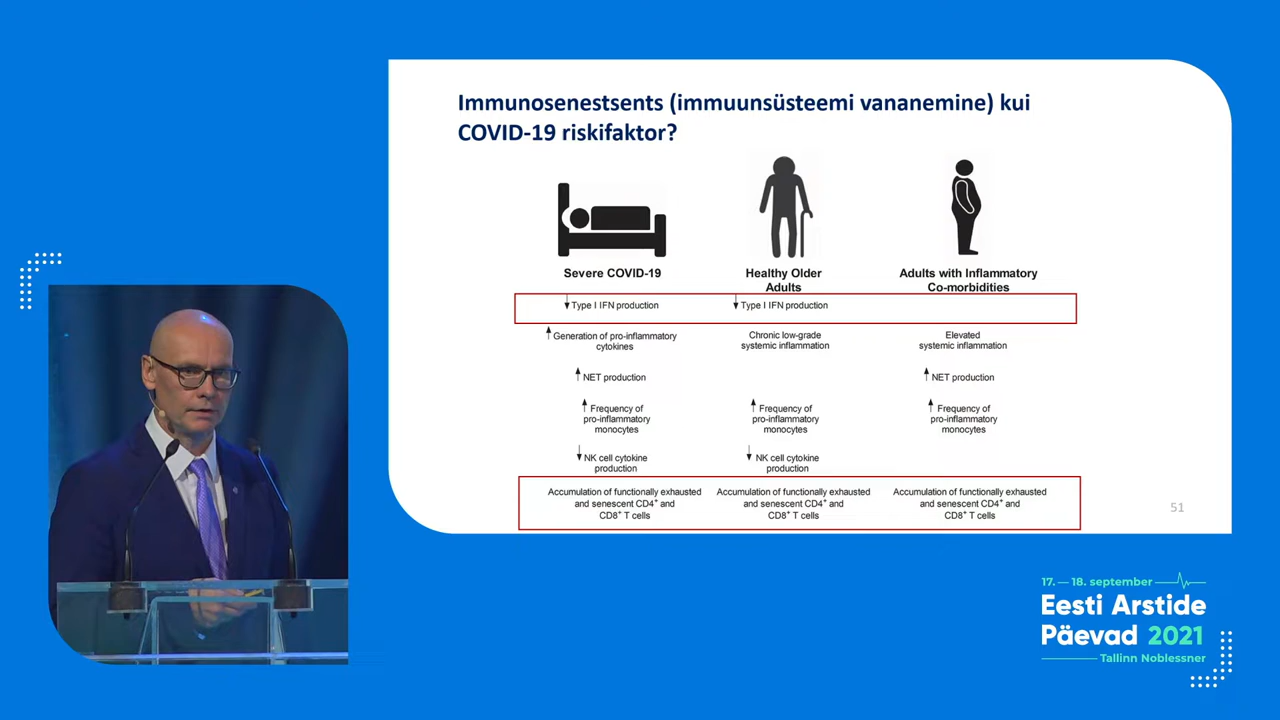 Immunosenestsents (immuunsüsteemi vananemine) kui
COVID-19 riskifaktor?
Severe COVID-19
Healthy Older
Adults
Adults with Inflammatory
Co-morbidities
Type I IFN production
Type I IFN production
Generation of pro-inflammatory
cytokines
Chronic low-grade
systemic inflammation
Elevated
systemic inflammation
NET production
NET production
Frequency of
pro-inflammatory
monocytes
Frequency of
pro-inflammatory
monocytes
Frequency of
pro-inflammatory
monocytes
NK cell cytokine
production
NK cell cytokine
production
Accumulation of functionally exhausted
and senescent CD4⁺ and
CD8⁺ T cells
Accumulation of functionally exhausted
and senescent CD4⁺ and
CD8⁺ T cells
Accumulation of functionally exhausted
and senescent CD4⁺ and
CD8⁺ T cells
51
17. — 18. september
Eesti Arstide
Päevad 2021
Tallinn Noblessner